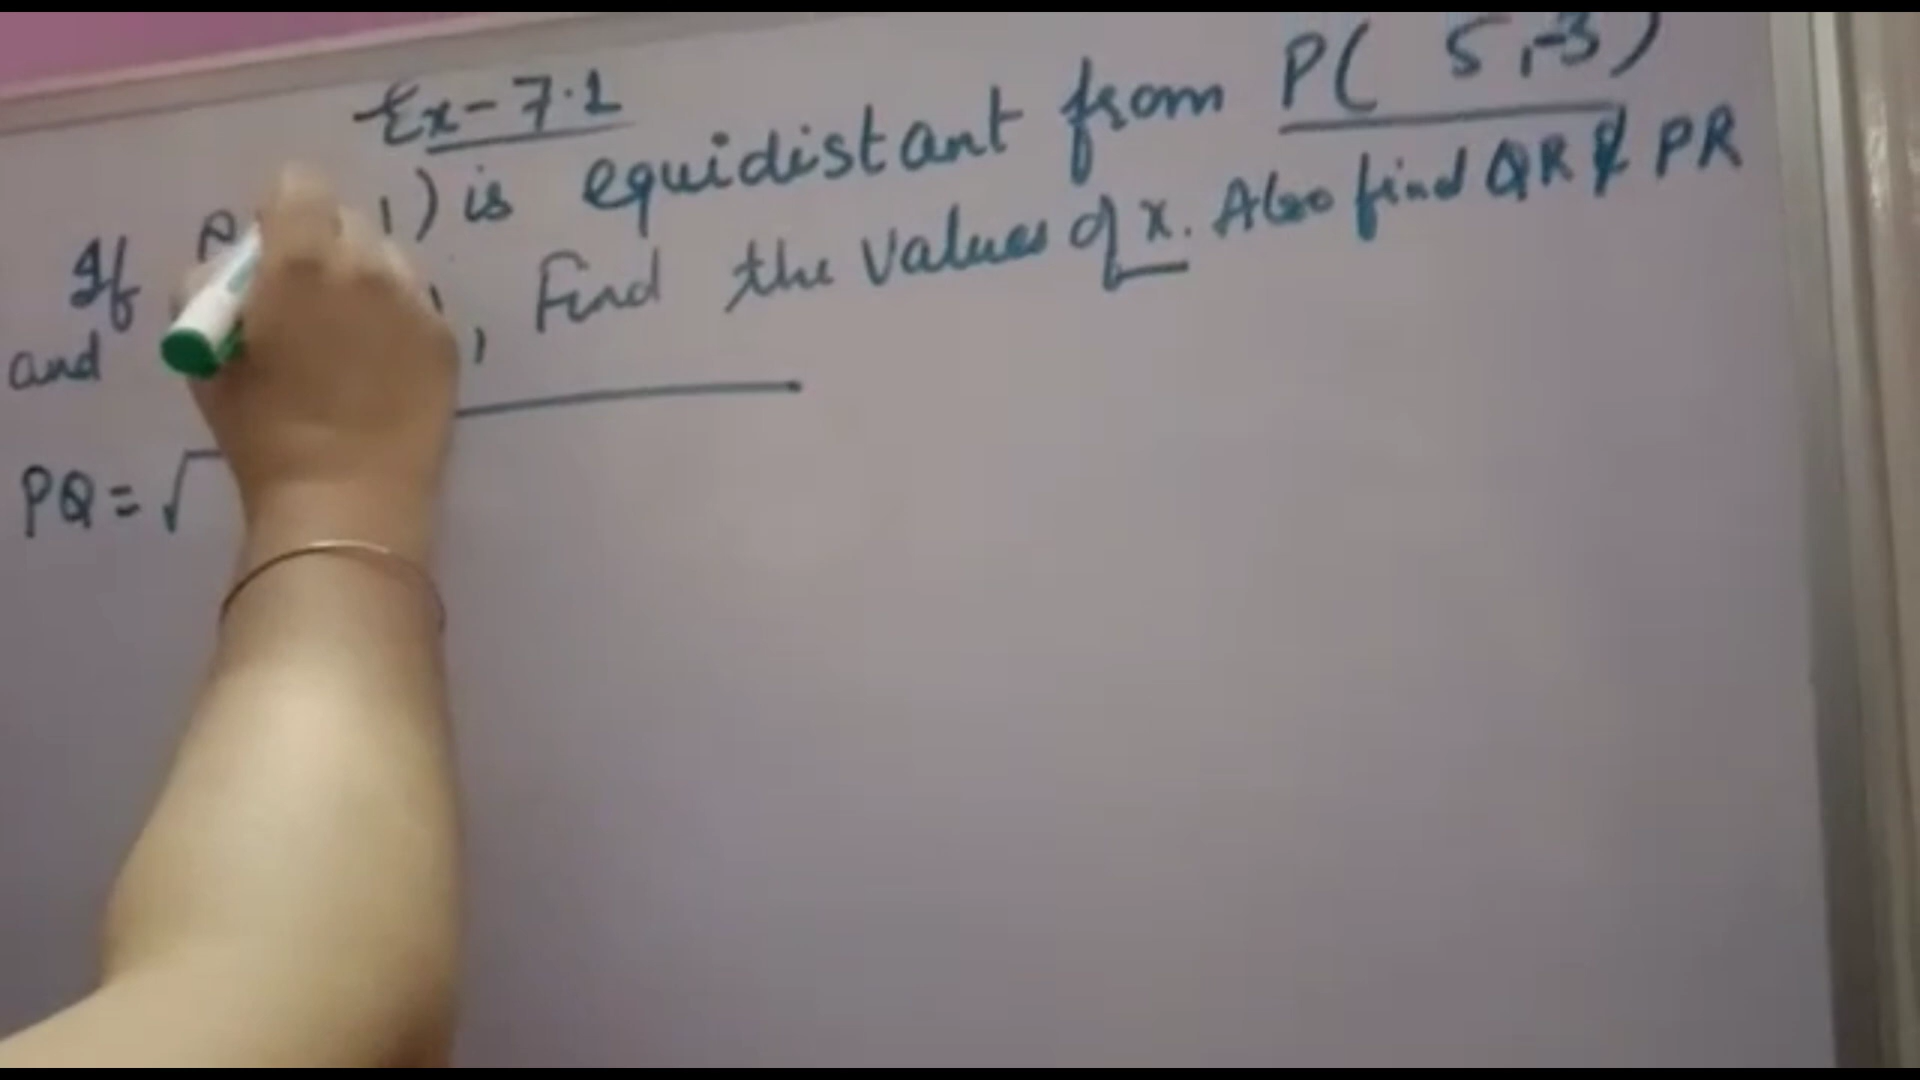 Ex-7.1
If 1) is equidistant from P( 5,-3)
and , Find the values of x. Also find QR & PR
PQ = √